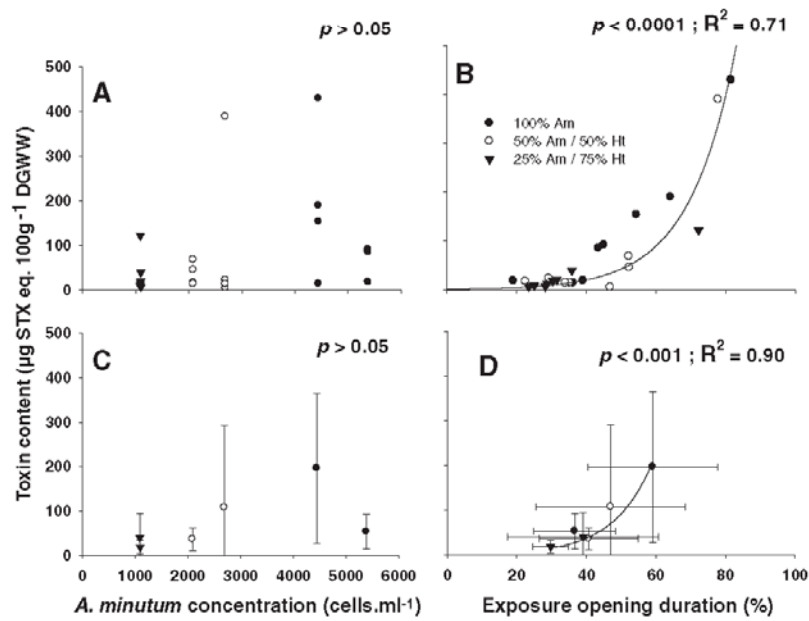 p > 0.05
p < 0.0001 ; R² = 0.71
A
B
500
400
300
200
100
0
100% Am
50% Am / 50% Ht
25% Am / 75% Ht
Toxin content (µg STX eq. 100g⁻¹ DGWW)
p > 0.05
p < 0.001 ; R² = 0.90
C
D
500
400
300
200
100
0
0 1000 2000 3000 4000 5000 6000
0 20 40 60 80 100
A. minutum concentration (cells.ml⁻¹)
Exposure opening duration (%)